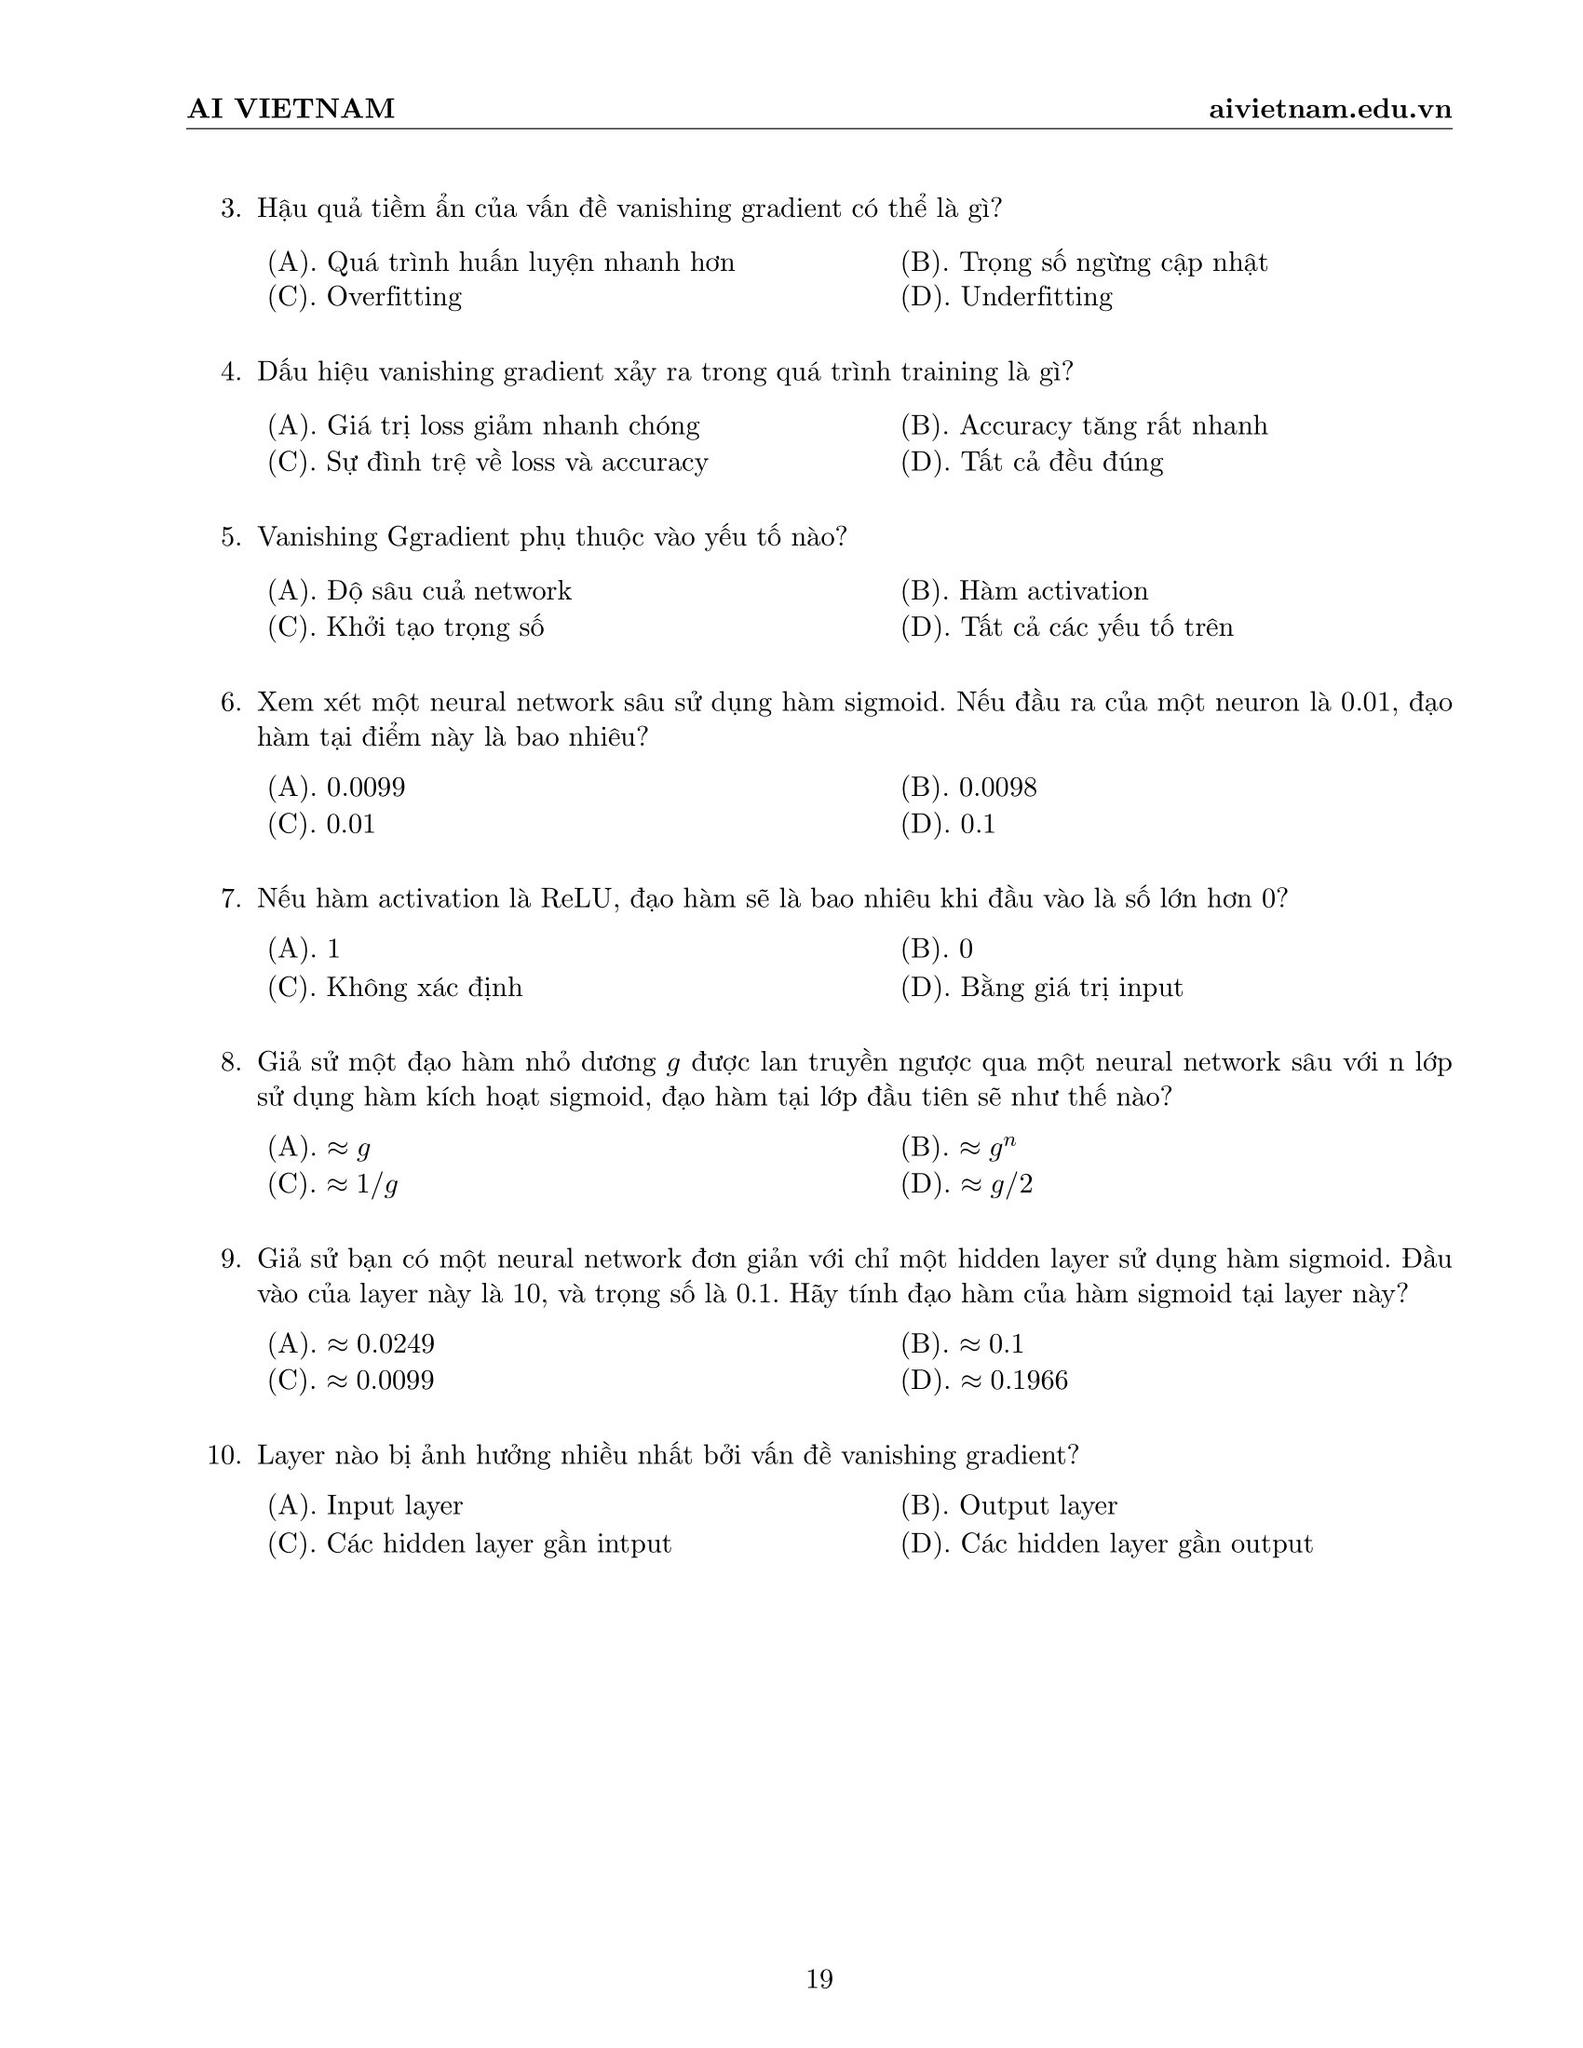 AI VIETNAM aivietnam.edu.vn
3. Hậu quả tiềm ẩn của vấn đề vanishing gradient có thể là gì?
(A). Quá trình huấn luyện nhanh hơn (B). Trọng số ngừng cập nhật
(C). Overfitting (D). Underfitting
4. Dấu hiệu vanishing gradient xảy ra trong quá trình training là gì?
(A). Giá trị loss giảm nhanh chóng (B). Accuracy tăng rất nhanh
(C). Sự đình trệ về loss và accuracy (D). Tất cả đều đúng
5. Vanishing Ggradient phụ thuộc vào yếu tố nào?
(A). Độ sâu cuả network (B). Hàm activation
(C). Khởi tạo trọng số (D). Tất cả các yếu tố trên
6. Xem xét một neural network sâu sử dụng hàm sigmoid. Nếu đầu ra của một neuron là 0.01, đạo
hàm tại điểm này là bao nhiêu?
(A). 0.0099 (B). 0.0098
(C). 0.01 (D). 0.1
7. Nếu hàm activation là ReLU, đạo hàm sẽ là bao nhiêu khi đầu vào là số lớn hơn 0?
(A). 1 (B). 0
(C). Không xác định (D). Bằng giá trị input
8. Giả sử một đạo hàm nhỏ dương g được lan truyền ngược qua một neural network sâu với n lớp
sử dụng hàm kích hoạt sigmoid, đạo hàm tại lớp đầu tiên sẽ như thế nào?
(A). ≈ g (B). ≈ gⁿ
(C). ≈ 1/g (D). ≈ g/2
9. Giả sử bạn có một neural network đơn giản với chỉ một hidden layer sử dụng hàm sigmoid. Đầu
vào của layer này là 10, và trọng số là 0.1. Hãy tính đạo hàm của hàm sigmoid tại layer này?
(A). ≈ 0.0249 (B). ≈ 0.1
(C). ≈ 0.0099 (D). ≈ 0.1966
10. Layer nào bị ảnh hưởng nhiều nhất bởi vấn đề vanishing gradient?
(A). Input layer (B). Output layer
(C). Các hidden layer gần intput (D). Các hidden layer gần output
19